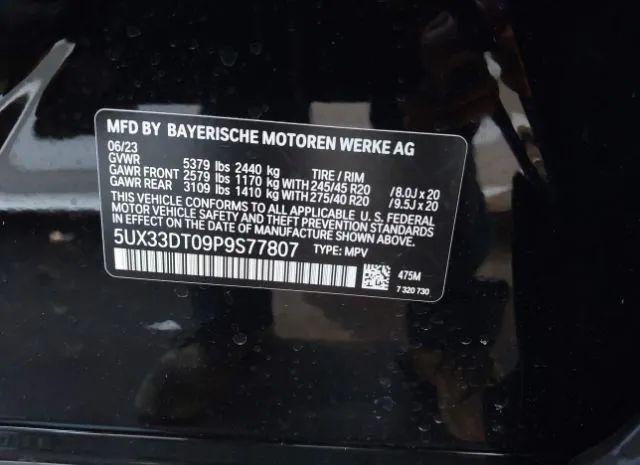 MFD BY BAYERISCHE MOTOREN WERKE AG
06/23
GVWR 5379 lbs 2440 kg TIRE / RIM
GAWR FRONT 2579 lbs 1170 kg WITH 245/45 R20 /8.0J x 20
GAWR REAR 3109 lbs 1410 kg WITH 275/40 R20 /9.5J x 20
THIS VEHICLE CONFORMS TO ALL APPLICABLE U. S. FEDERAL
MOTOR VEHICLE SAFETY AND THEFT PREVENTION STANDARDS
IN EFFECT ON THE DATE OF MANUFACTURE SHOWN ABOVE.
5UX33DT09P9S77807 TYPE: MPV
475M
7 320 730